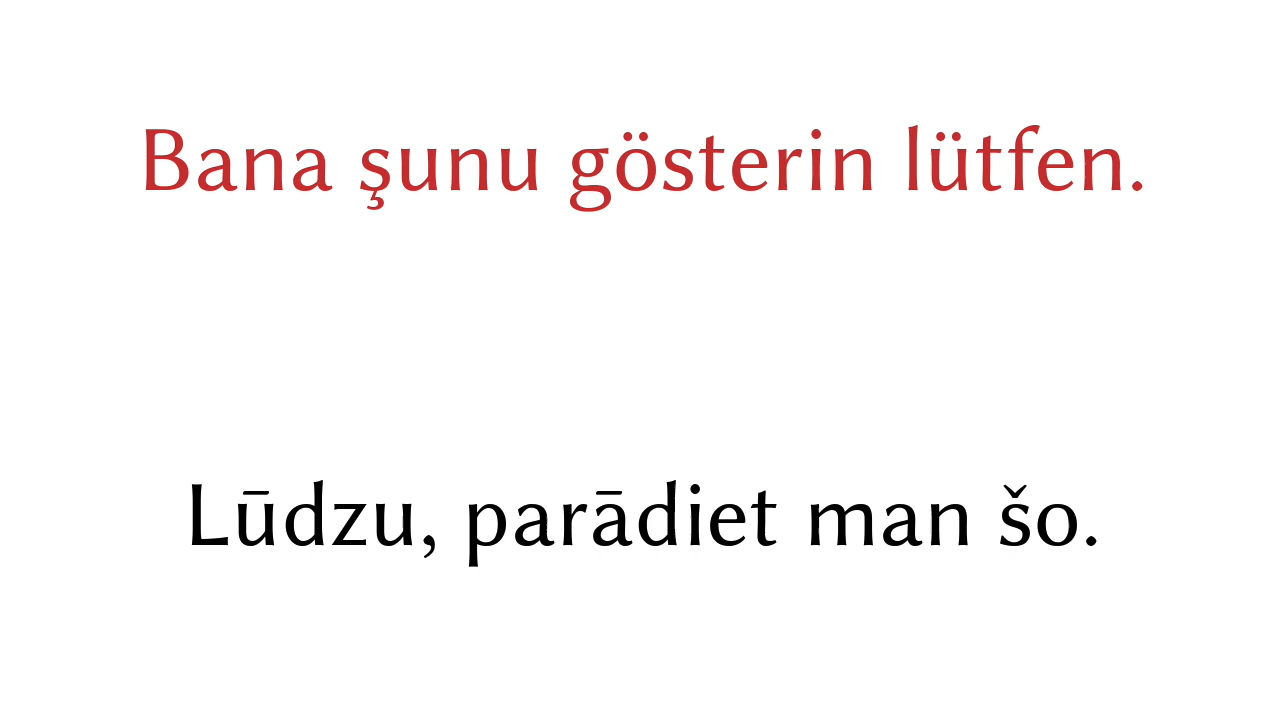 Bana şunu gösterin lütfen.
Lūdzu, parādiet man šo.